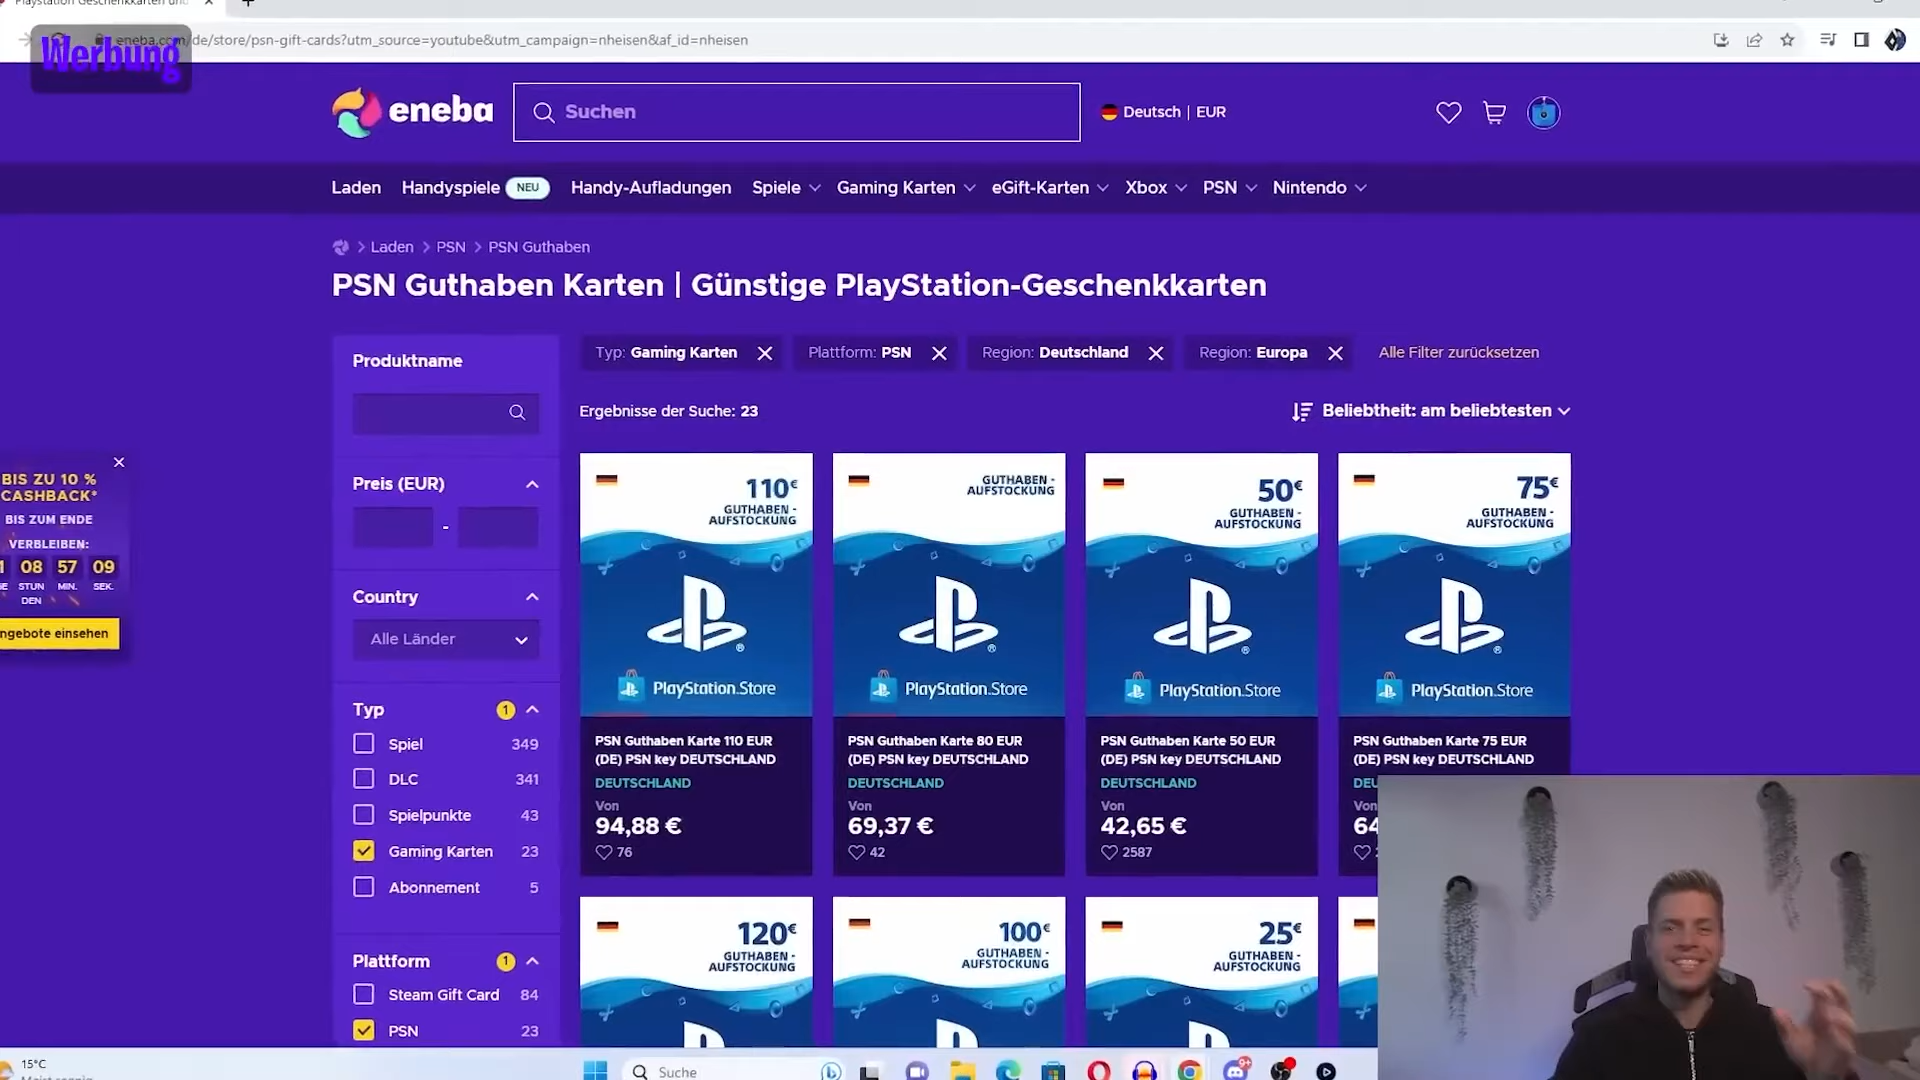 Playstation Geschenkkarten und
eneba.com/de/store/psn-gift-cards?utm_source=youtube&utm_campaign=nheisen&af_id=nheisen
Werbung
eneba
Suchen
Deutsch | EUR
Laden
Handyspiele NEU
Handy-Aufladungen
Spiele
Gaming Karten
eGift-Karten
Xbox
PSN
Nintendo
Laden > PSN > PSN Guthaben
PSN Guthaben Karten | Günstige PlayStation-Geschenkkarten
Produktname
Preis (EUR)
-
Country
Alle Länder
Typ 1
Spiel 349
DLC 341
Spielpunkte 43
Gaming Karten 23
Abonnement 5
Plattform 1
Steam Gift Card 84
PSN 23
Typ: Gaming Karten
Plattform: PSN
Region: Deutschland
Region: Europa
Alle Filter zurücksetzen
Ergebnisse der Suche: 23
Beliebtheit: am beliebtesten
BIS ZU 10 %
CASHBACK*
BIS ZUM ENDE
VERBLEIBEN:
08 57 09
STUN
DEN
MIN.
SEK.
ngebote einsehen
110€
GUTHABEN -
AUFSTOCKUNG
PlayStation.Store
PSN Guthaben Karte 110 EUR
(DE) PSN key DEUTSCHLAND
DEUTSCHLAND
Von
94,88 €
76
GUTHABEN -
AUFSTOCKUNG
PlayStation.Store
PSN Guthaben Karte 80 EUR
(DE) PSN key DEUTSCHLAND
DEUTSCHLAND
Von
69,37 €
42
50€
GUTHABEN -
AUFSTOCKUNG
PlayStation.Store
PSN Guthaben Karte 50 EUR
(DE) PSN key DEUTSCHLAND
DEUTSCHLAND
Von
42,65 €
2587
75€
GUTHABEN -
AUFSTOCKUNG
PlayStation.Store
PSN Guthaben Karte 75 EUR
(DE) PSN key DEUTSCHLAND
DEU
Von
64
120€
GUTHABEN -
AUFSTOCKUNG
100€
GUTHABEN -
AUFSTOCKUNG
25€
GUTHABEN -
AUFSTOCKUNG
15°C
Suche
9+